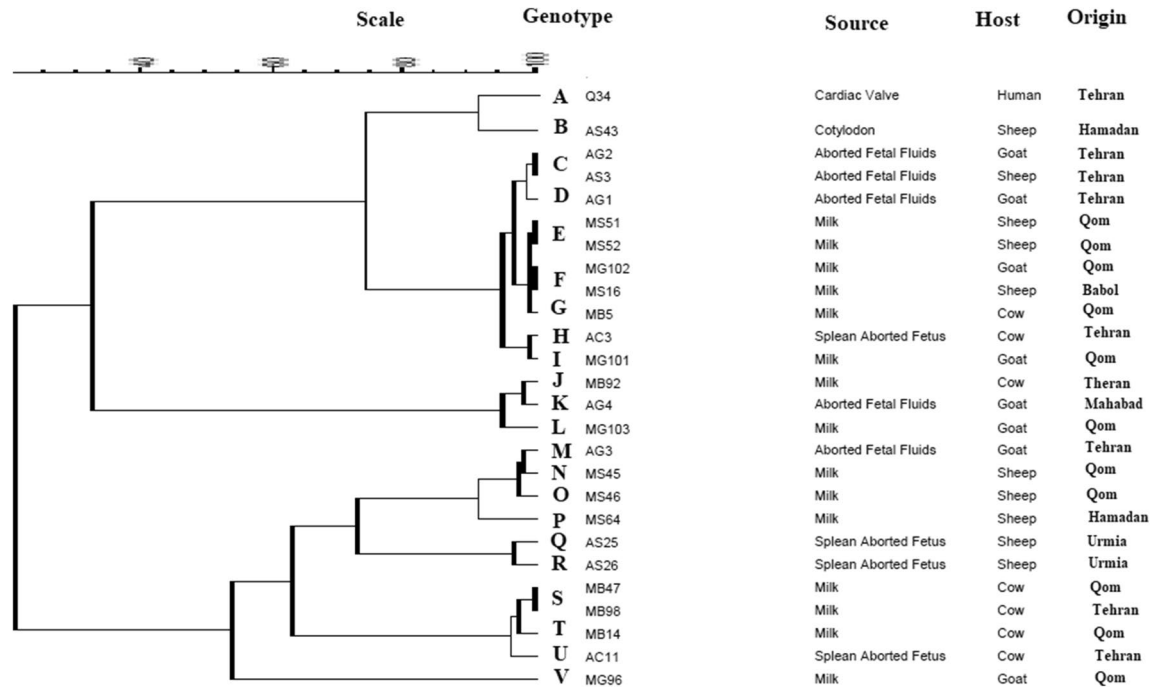 Scale Genotype Source Host Origin
A Q34 Cardiac Valve Human Tehran
B AS43 Cotylodon Sheep Hamadan
AG2 Aborted Fetal Fluids Goat Tehran
C
AS3 Aborted Fetal Fluids Sheep Tehran
D AG1 Aborted Fetal Fluids Goat Tehran
MS51 Milk Sheep Qom
E
MS52 Milk Sheep Qom
MG102 Milk Goat Qom
F
MS16 Milk Sheep Babol
G MB5 Milk Cow Qom
H AC3 Splean Aborted Fetus Cow Tehran
I MG101 Milk Goat Qom
J MB92 Milk Cow Theran
K AG4 Aborted Fetal Fluids Goat Mahabad
L MG103 Milk Goat Qom
M AG3 Aborted Fetal Fluids Goat Tehran
N MS45 Milk Sheep Qom
O MS46 Milk Sheep Qom
P MS64 Milk Sheep Hamadan
Q AS25 Splean Aborted Fetus Sheep Urmia
R AS26 Splean Aborted Fetus Sheep Urmia
MB47 Milk Cow Qom
S
MB98 Milk Cow Tehran
T MB14 Milk Cow Qom
U AC11 Splean Aborted Fetus Cow Tehran
V MG96 Milk Goat Qom